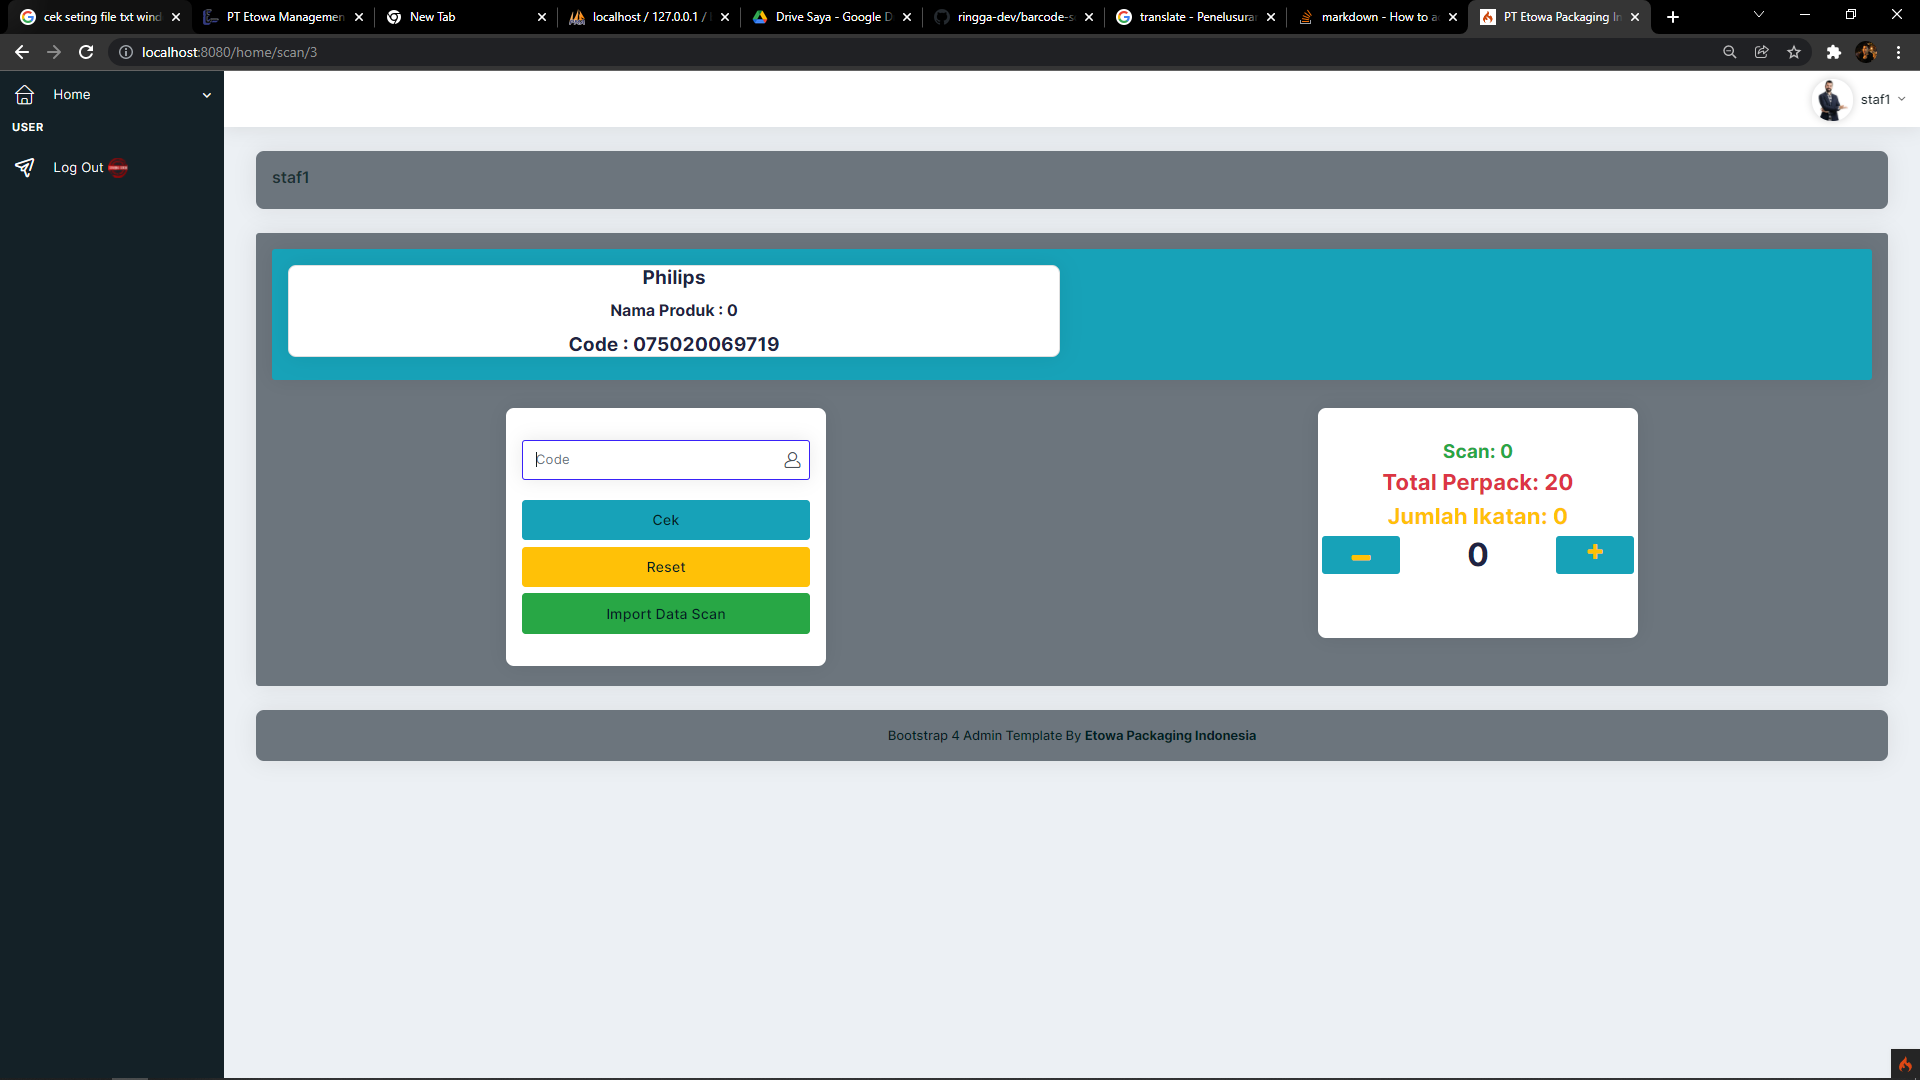 cek seting file txt wind
PT Etowa Managemen
New Tab
localhost / 127.0.0.1 /
Drive Saya - Google D
ringga-dev/barcode-s
translate - Penelusura
markdown - How to a
PT Etowa Packaging In
localhost:8080/home/scan/3
Home
USER
Log Out
staf1
staf1
Philips
Nama Produk : 0
Code : 075020069719
Code
Cek
Reset
Import Data Scan
Scan: 0
Total Perpack: 20
Jumlah Ikatan: 0
0
Bootstrap 4 Admin Template By Etowa Packaging Indonesia